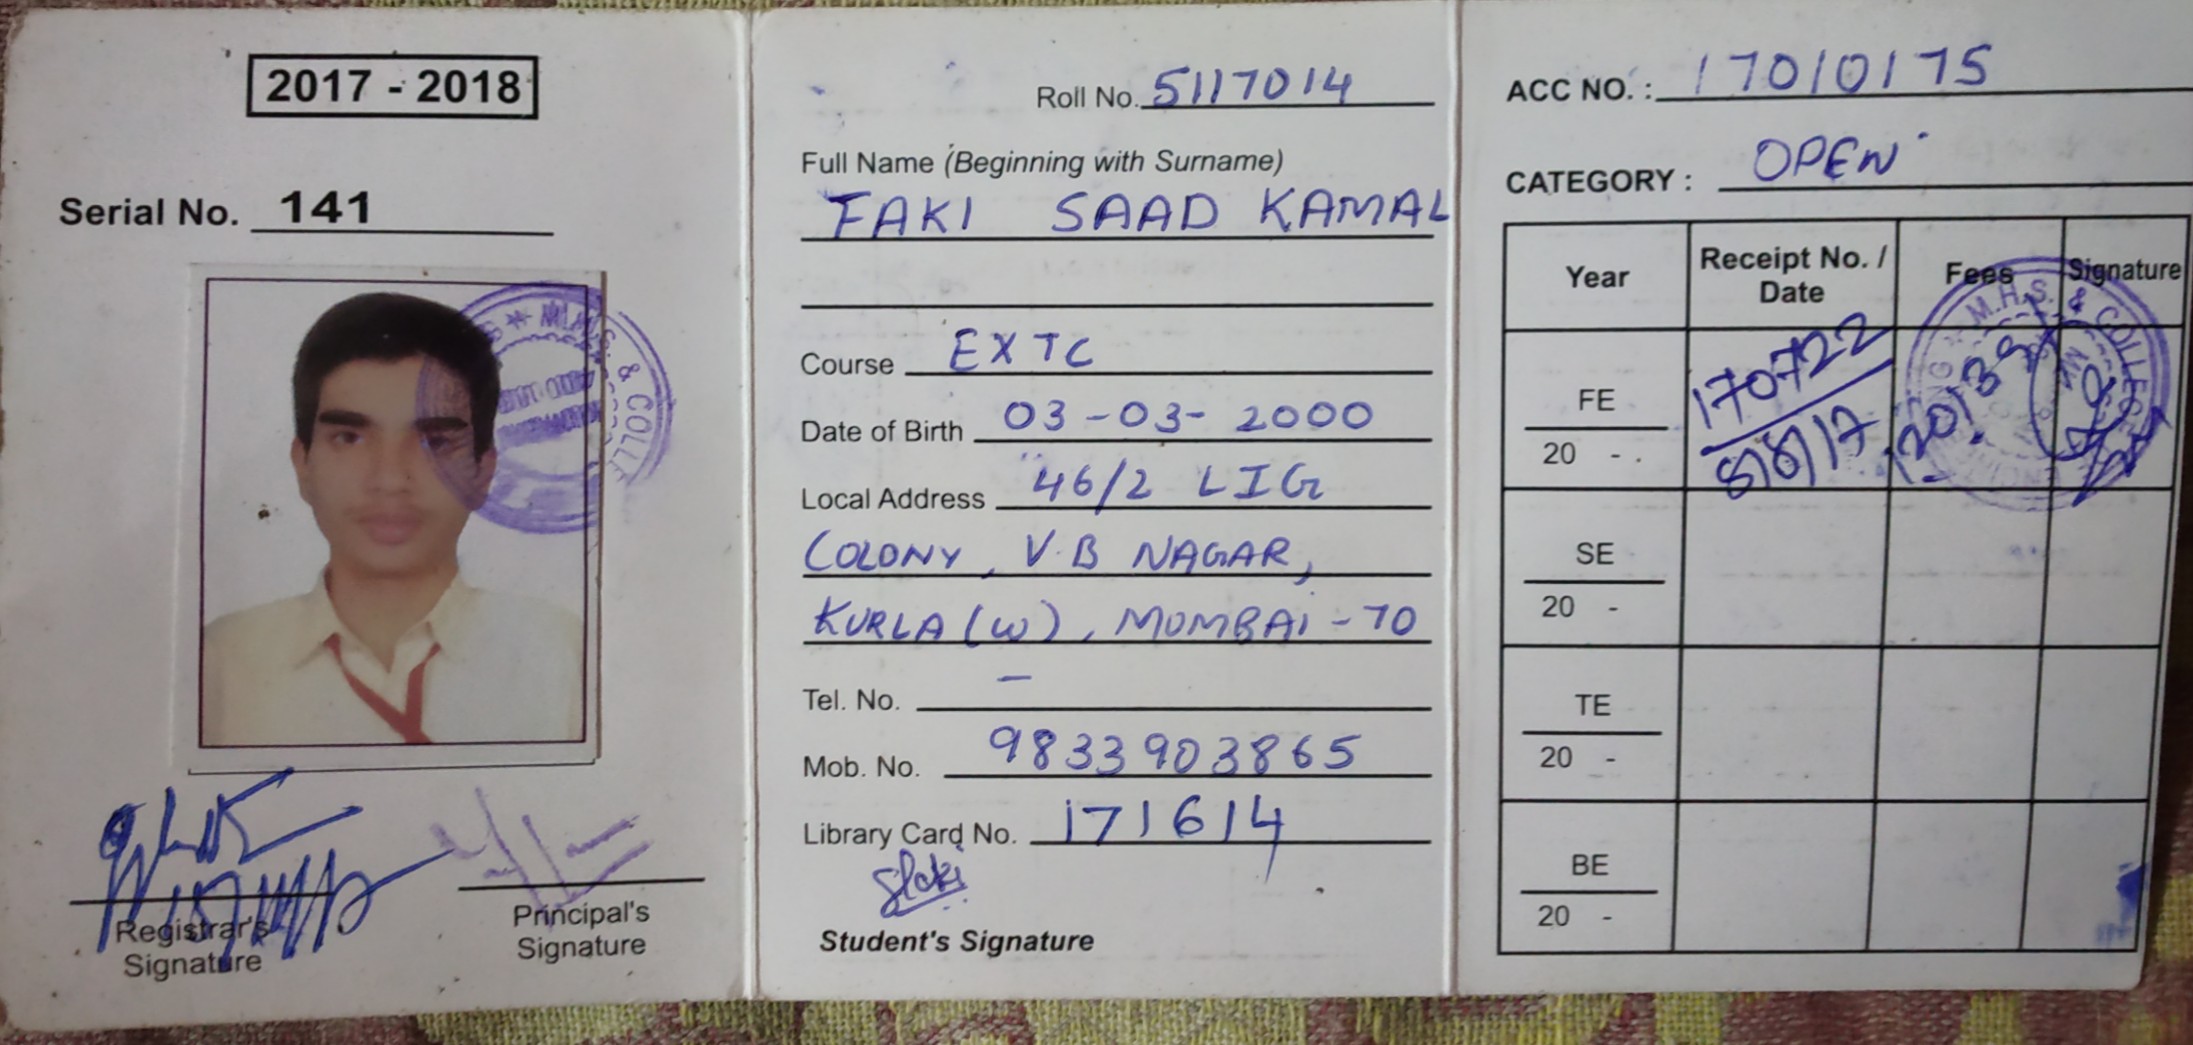 2017 - 2018
Serial No. 141
Registrar's
Signature
Principal's
Signature
Roll No. 5117014
Full Name (Beginning with Surname)
FAKI SAAD KAMAL
Course EXTC
Date of Birth 03-03-2000
Local Address 46/2 LIG
COLONY, V.B NAGAR,
KURLA (W), MUMBAI-70
Tel. No. —
Mob. No. 9833903865
Library Card No. 171614
Student's Signature
ACC NO. : 17010175
CATEGORY : OPEN
Year Receipt No. / Date Fees Signature
FE 170722
20 - 8/8/17
SE
20 -
TE
20 -
BE
20 -
M.H.S. & COLLEGE
& COLLE